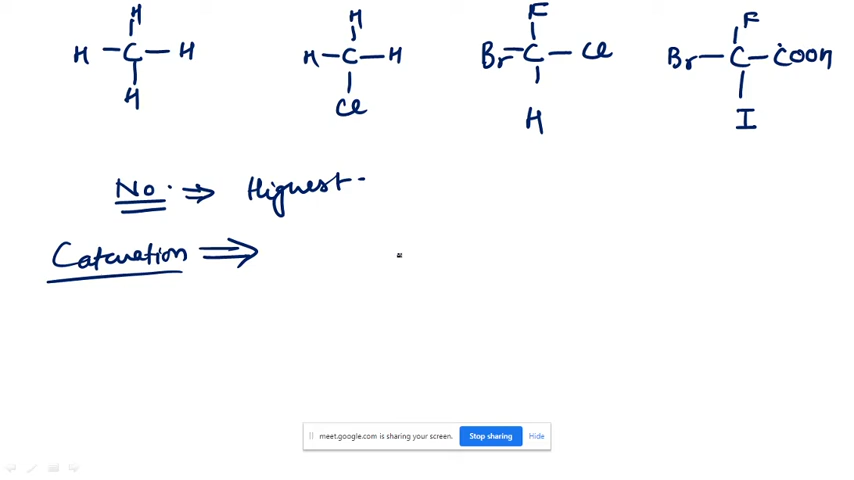 H H F F
H - C - H H - C - H Br - C - Cl Br - C - COOH
H Cl H I
No. ⇒ Highest -
Catenation ⇒
meet.google.com is sharing your screen. Stop sharing Hide